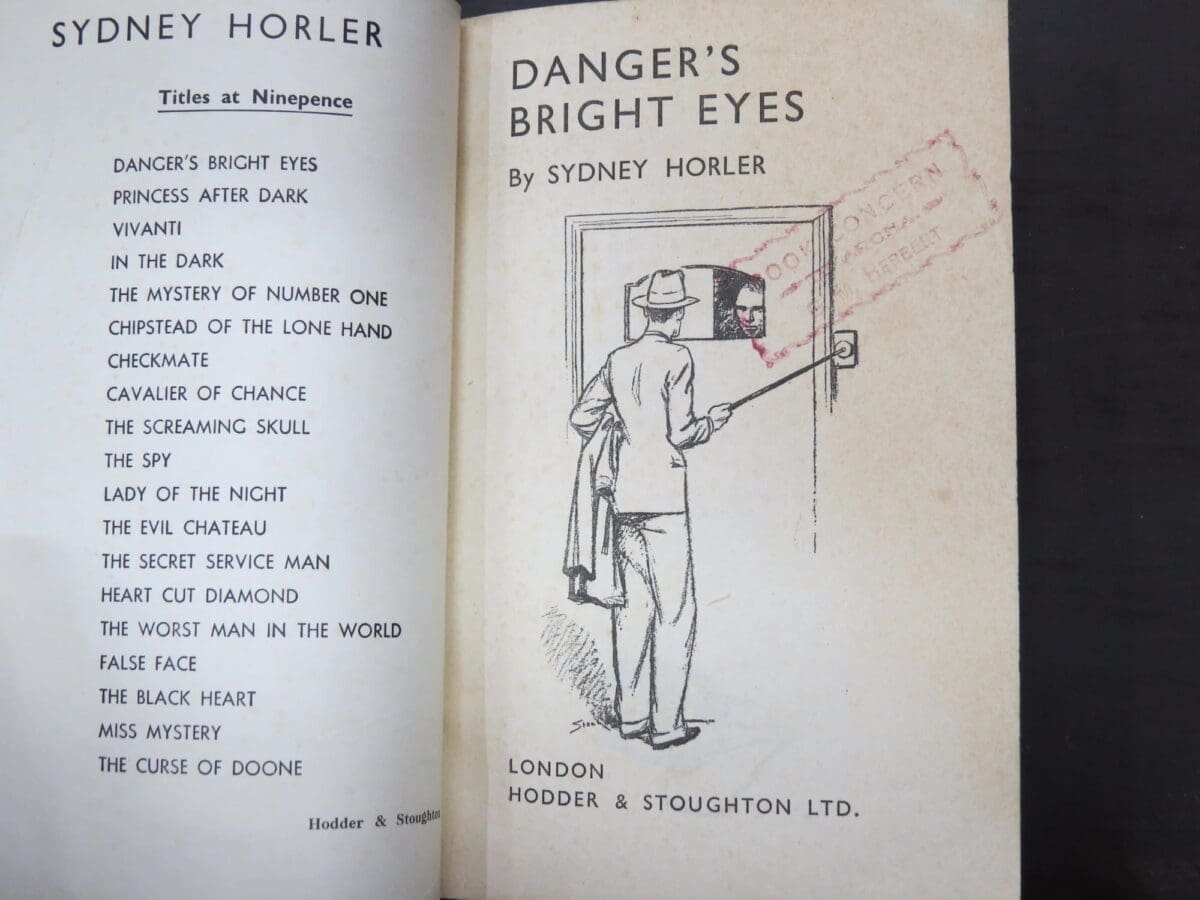 SYDNEY HORLER
Titles at Ninepence
DANGER'S BRIGHT EYES
PRINCESS AFTER DARK
VIVANTI
IN THE DARK
THE MYSTERY OF NUMBER ONE
CHIPSTEAD OF THE LONE HAND
CHECKMATE
CAVALIER OF CHANCE
THE SCREAMING SKULL
THE SPY
LADY OF THE NIGHT
THE EVIL CHATEAU
THE SECRET SERVICE MAN
HEART CUT DIAMOND
THE WORST MAN IN THE WORLD
FALSE FACE
THE BLACK HEART
MISS MYSTERY
THE CURSE OF DOONE
Hodder & Stoughton
DANGER'S
BRIGHT EYES
By SYDNEY HORLER
BOOK CONCERN
HERBERT
LONDON
HODDER & STOUGHTON LTD.